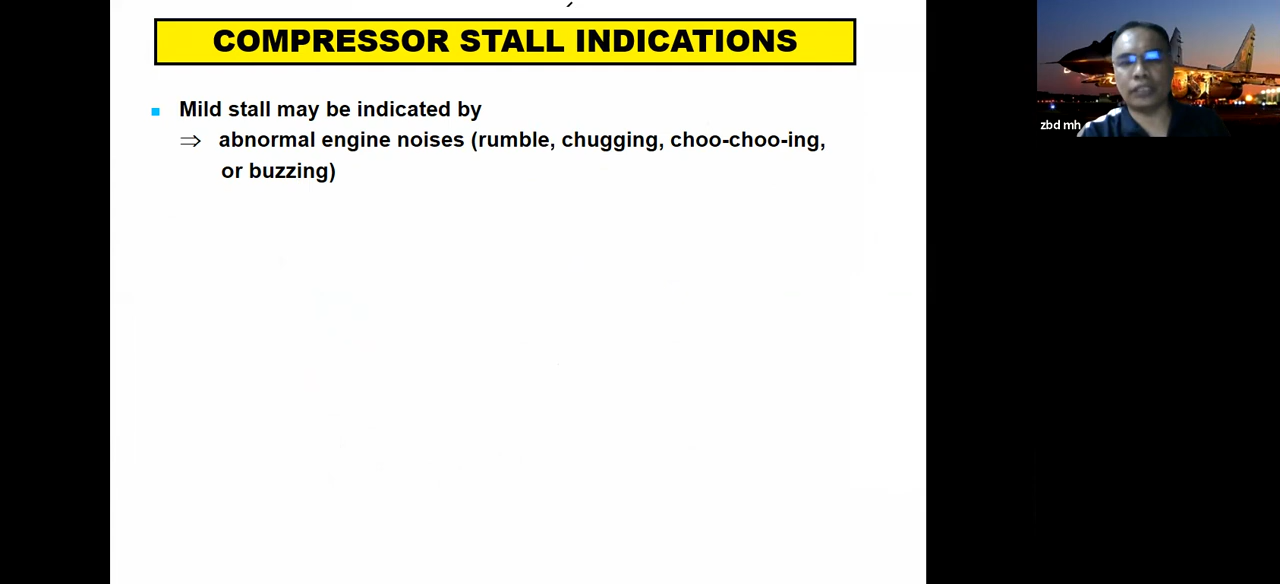 COMPRESSOR STALL INDICATIONS
Mild stall may be indicated by
⇒ abnormal engine noises (rumble, chugging, choo-choo-ing,
or buzzing)
zbd mh